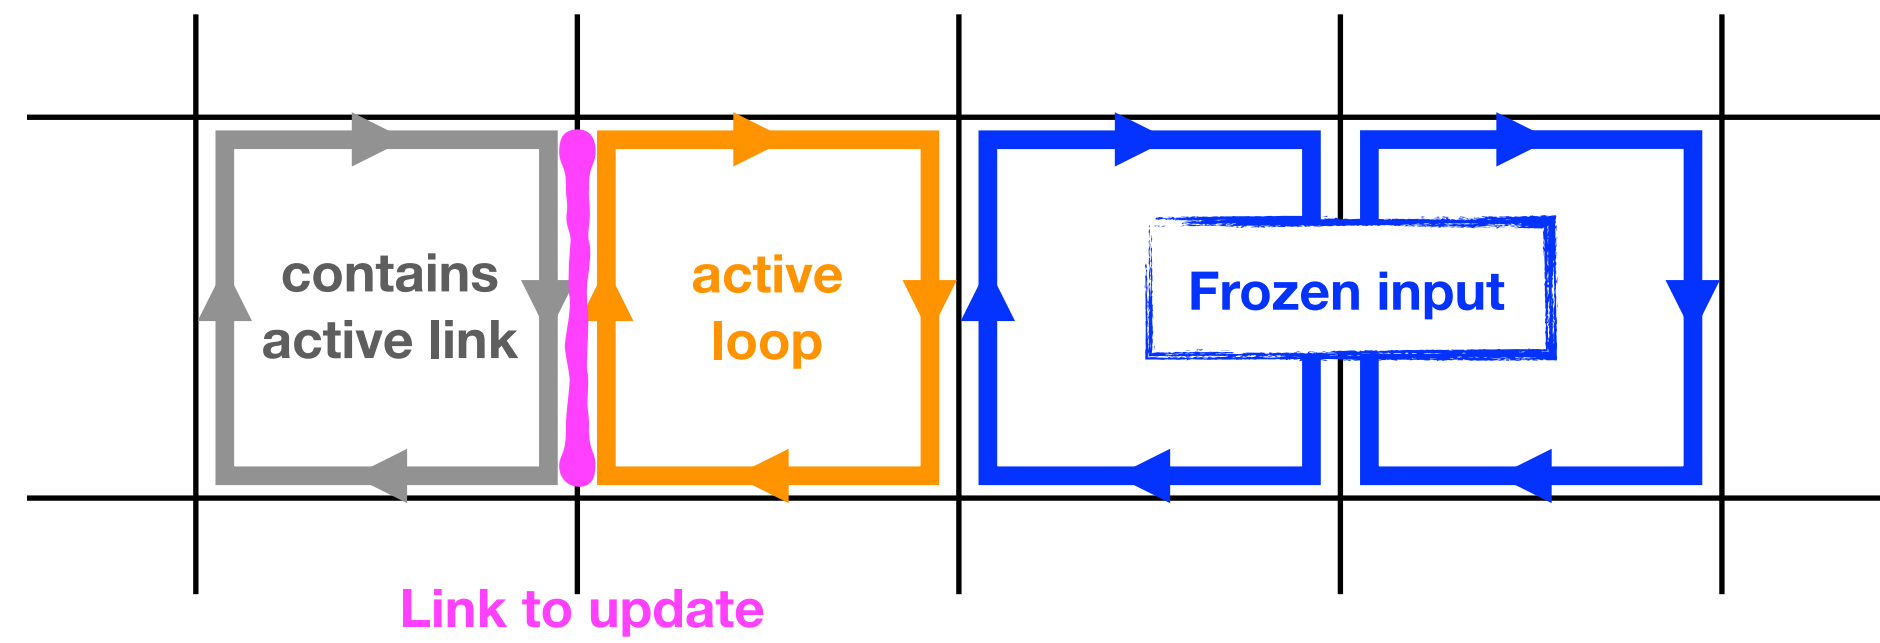 contains
active link
active
loop
Frozen input
Link to update